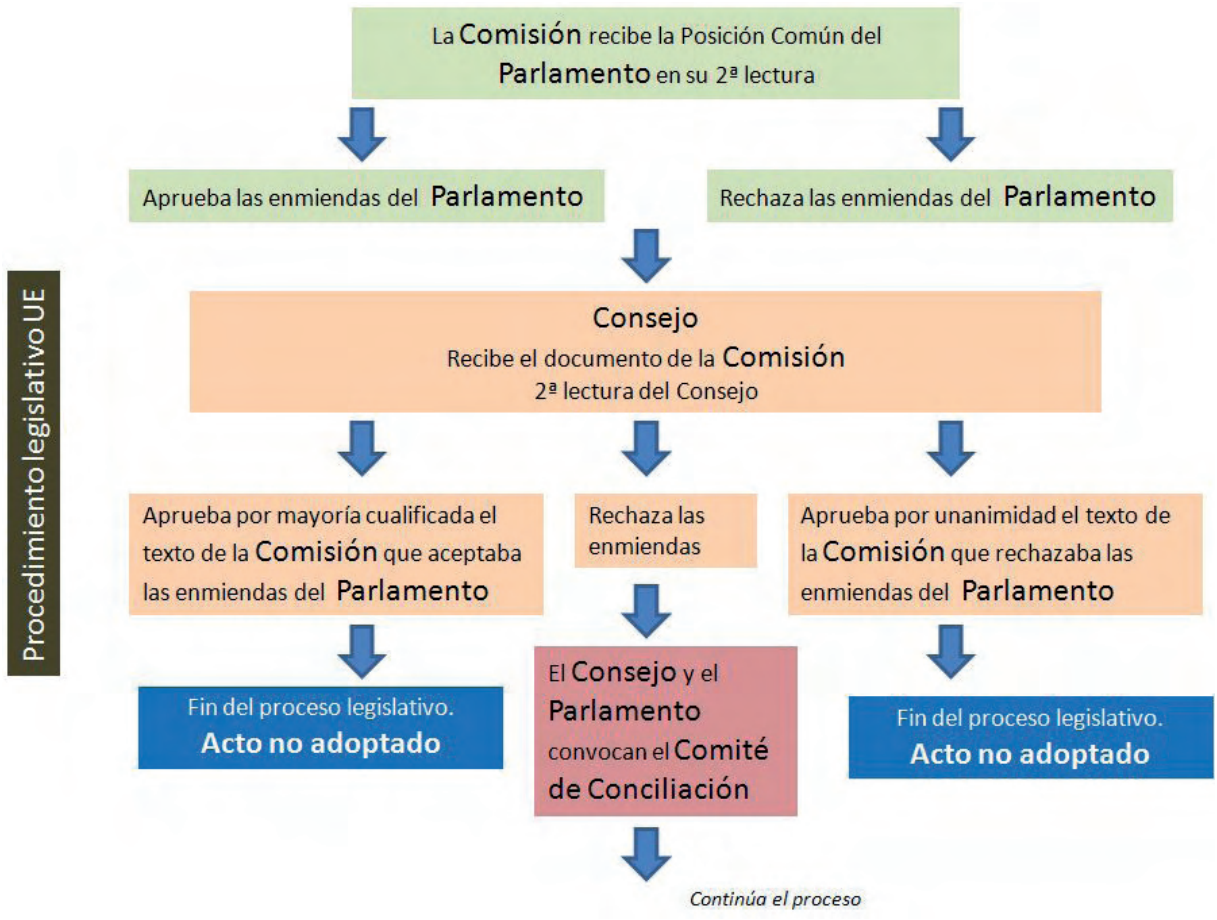 La Comisión recibe la Posición Común del
Parlamento en su 2ª lectura
Aprueba las enmiendas del Parlamento
Rechaza las enmiendas del Parlamento
Procedimiento legislativo UE
Consejo
Recibe el documento de la Comisión
2ª lectura del Consejo
Aprueba por mayoría cualificada el
texto de la Comisión que aceptaba
las enmiendas del Parlamento
Rechaza las
enmiendas
Aprueba por unanimidad el texto de
la Comisión que rechazaba las
enmiendas del Parlamento
Fin del proceso legislativo.
Acto no adoptado
El Consejo y el
Parlamento
convocan el Comité
de Conciliación
Fin del proceso legislativo.
Acto no adoptado
Continúa el proceso